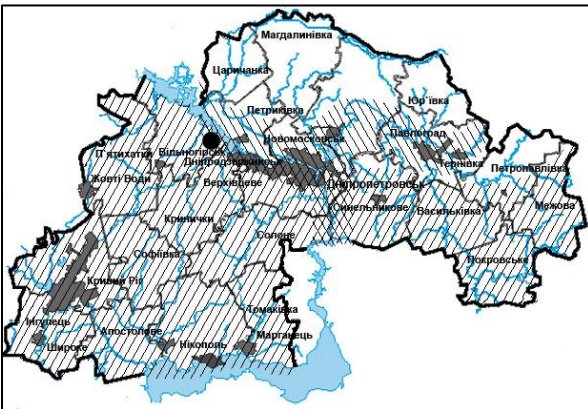 Магдалинівка
Царичанка
Юр'ївка
Петриківка
Новомосковськ
Павлоград
П'ятихатки
Вільногірськ
Дніпродзержинськ
Тернівка
Петропавлівка
Жовті Води
Верхівцеве
Дніпропетровськ
Синельникове
Васильківка
Межова
Кринички
Солоне
Софіївка
Покровське
Кривий Ріг
Інгулець
Апостолове
Томаківка
Широке
Нікополь
Марганець